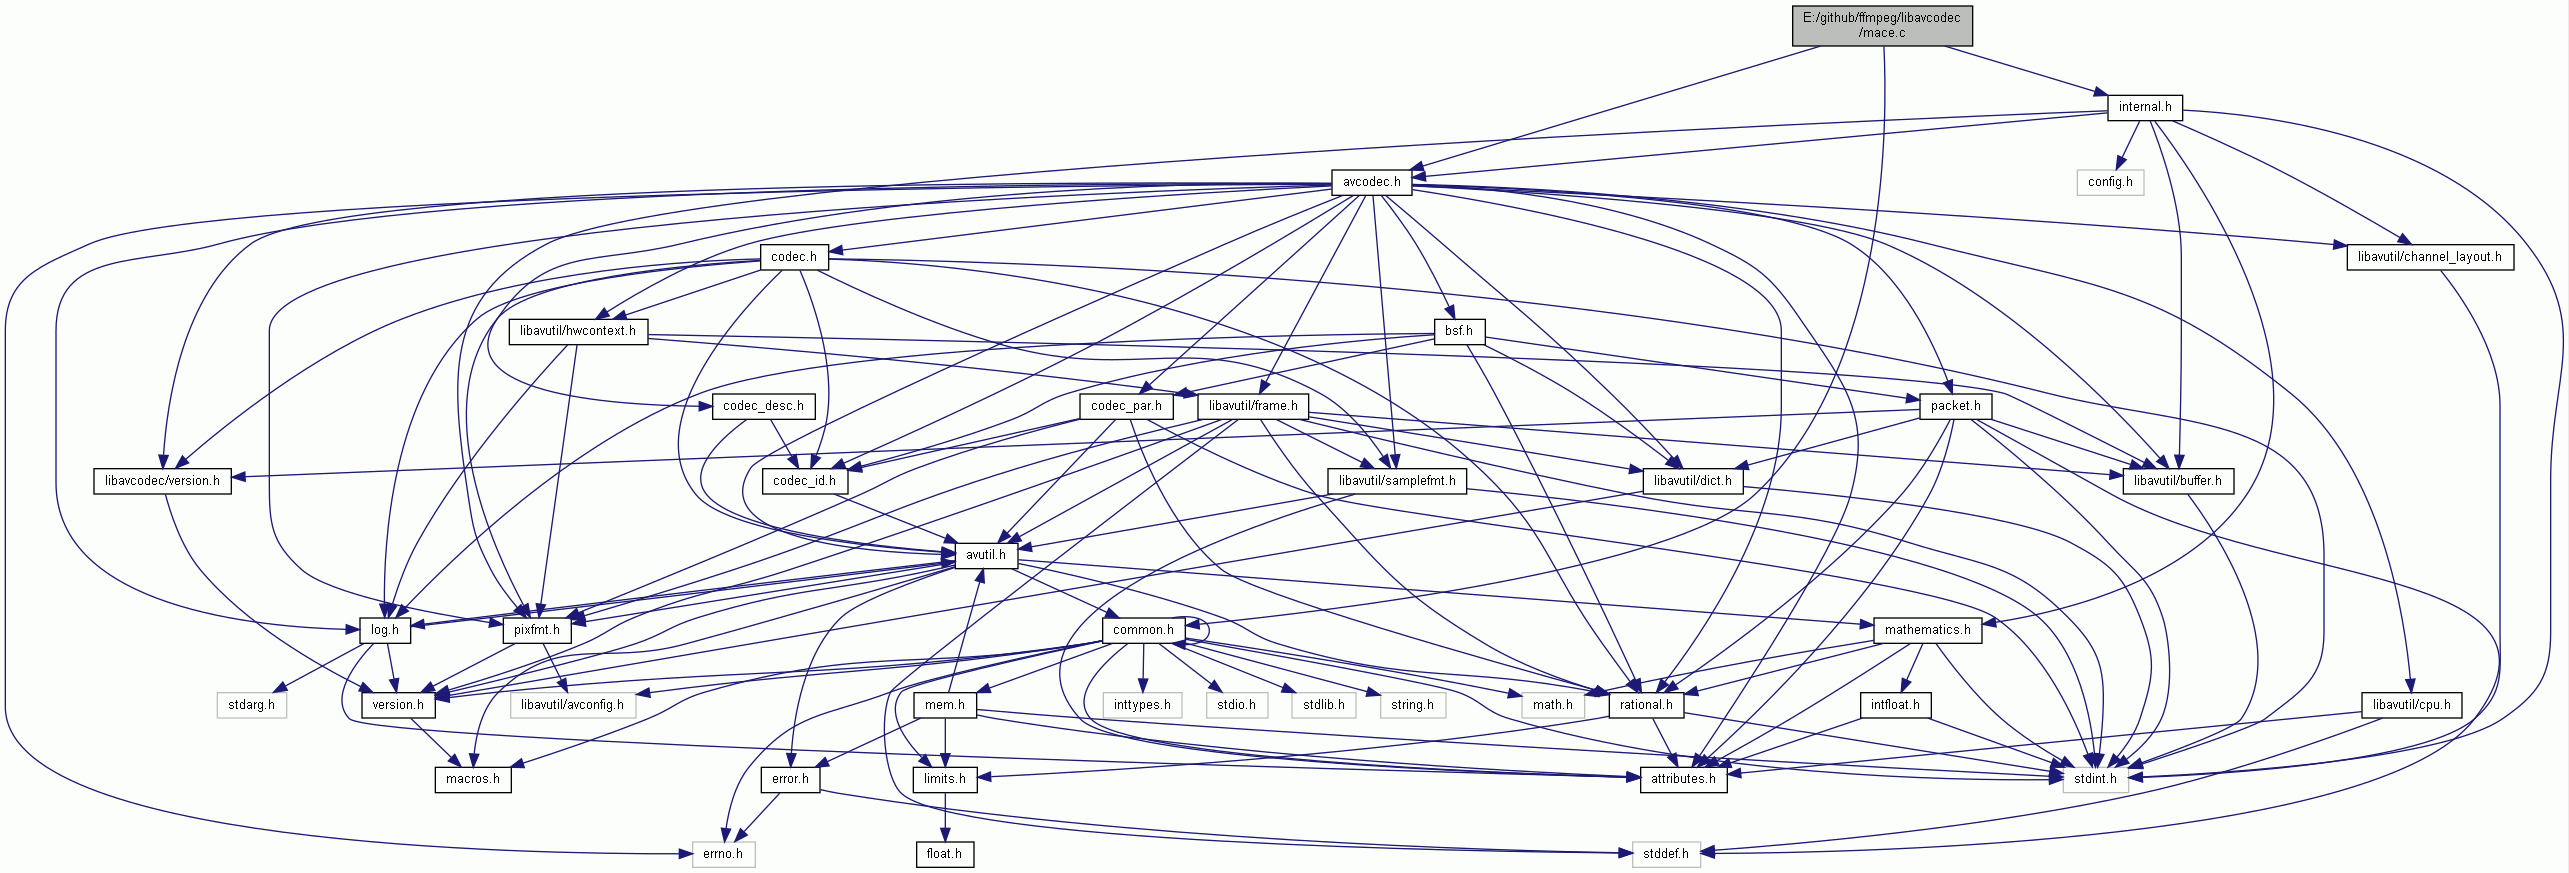 E:/github/ffmpeg/libavcodec
/mace.c
internal.h
avcodec.h
config.h
codec.h
libavutil/channel_layout.h
libavutil/hwcontext.h
bsf.h
codec_desc.h
codec_par.h
libavutil/frame.h
packet.h
libavcodec/version.h
codec_id.h
libavutil/samplefmt.h
libavutil/dict.h
libavutil/buffer.h
avutil.h
log.h
pixfmt.h
common.h
mathematics.h
stdarg.h
version.h
libavutil/avconfig.h
mem.h
inttypes.h
stdio.h
stdlib.h
string.h
math.h
rational.h
intfloat.h
libavutil/cpu.h
macros.h
error.h
limits.h
attributes.h
stdint.h
errno.h
float.h
stddef.h